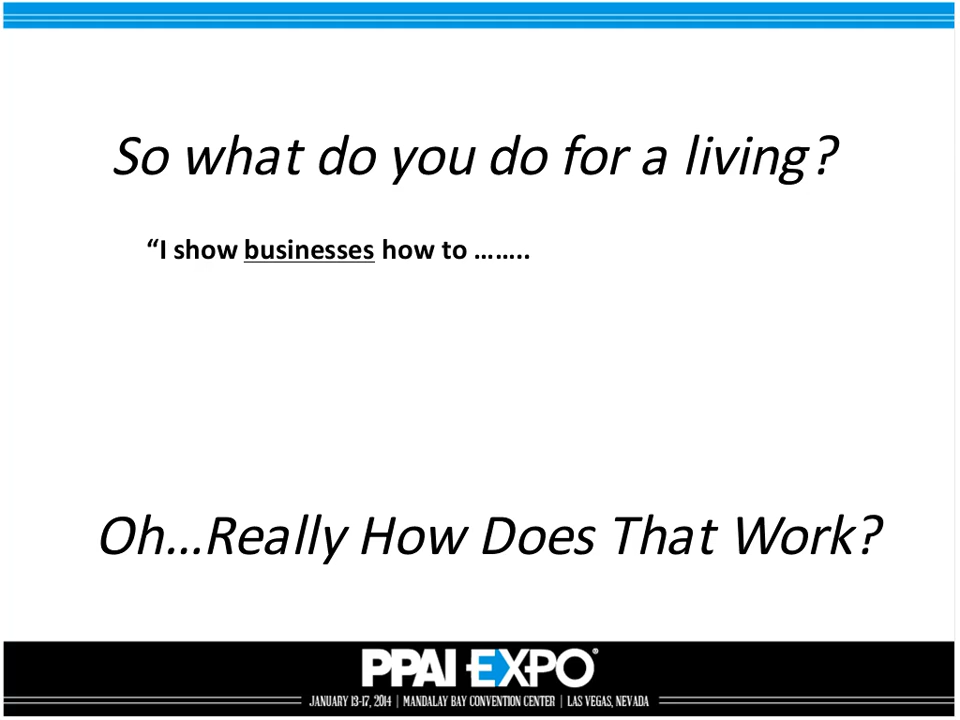 So what do you do for a living?
“I show businesses how to ……..
Oh…Really How Does That Work?
PPAI EXPO®
JANUARY 13-17, 2014 | MANDALAY BAY CONVENTION CENTER | LAS VEGAS, NEVADA